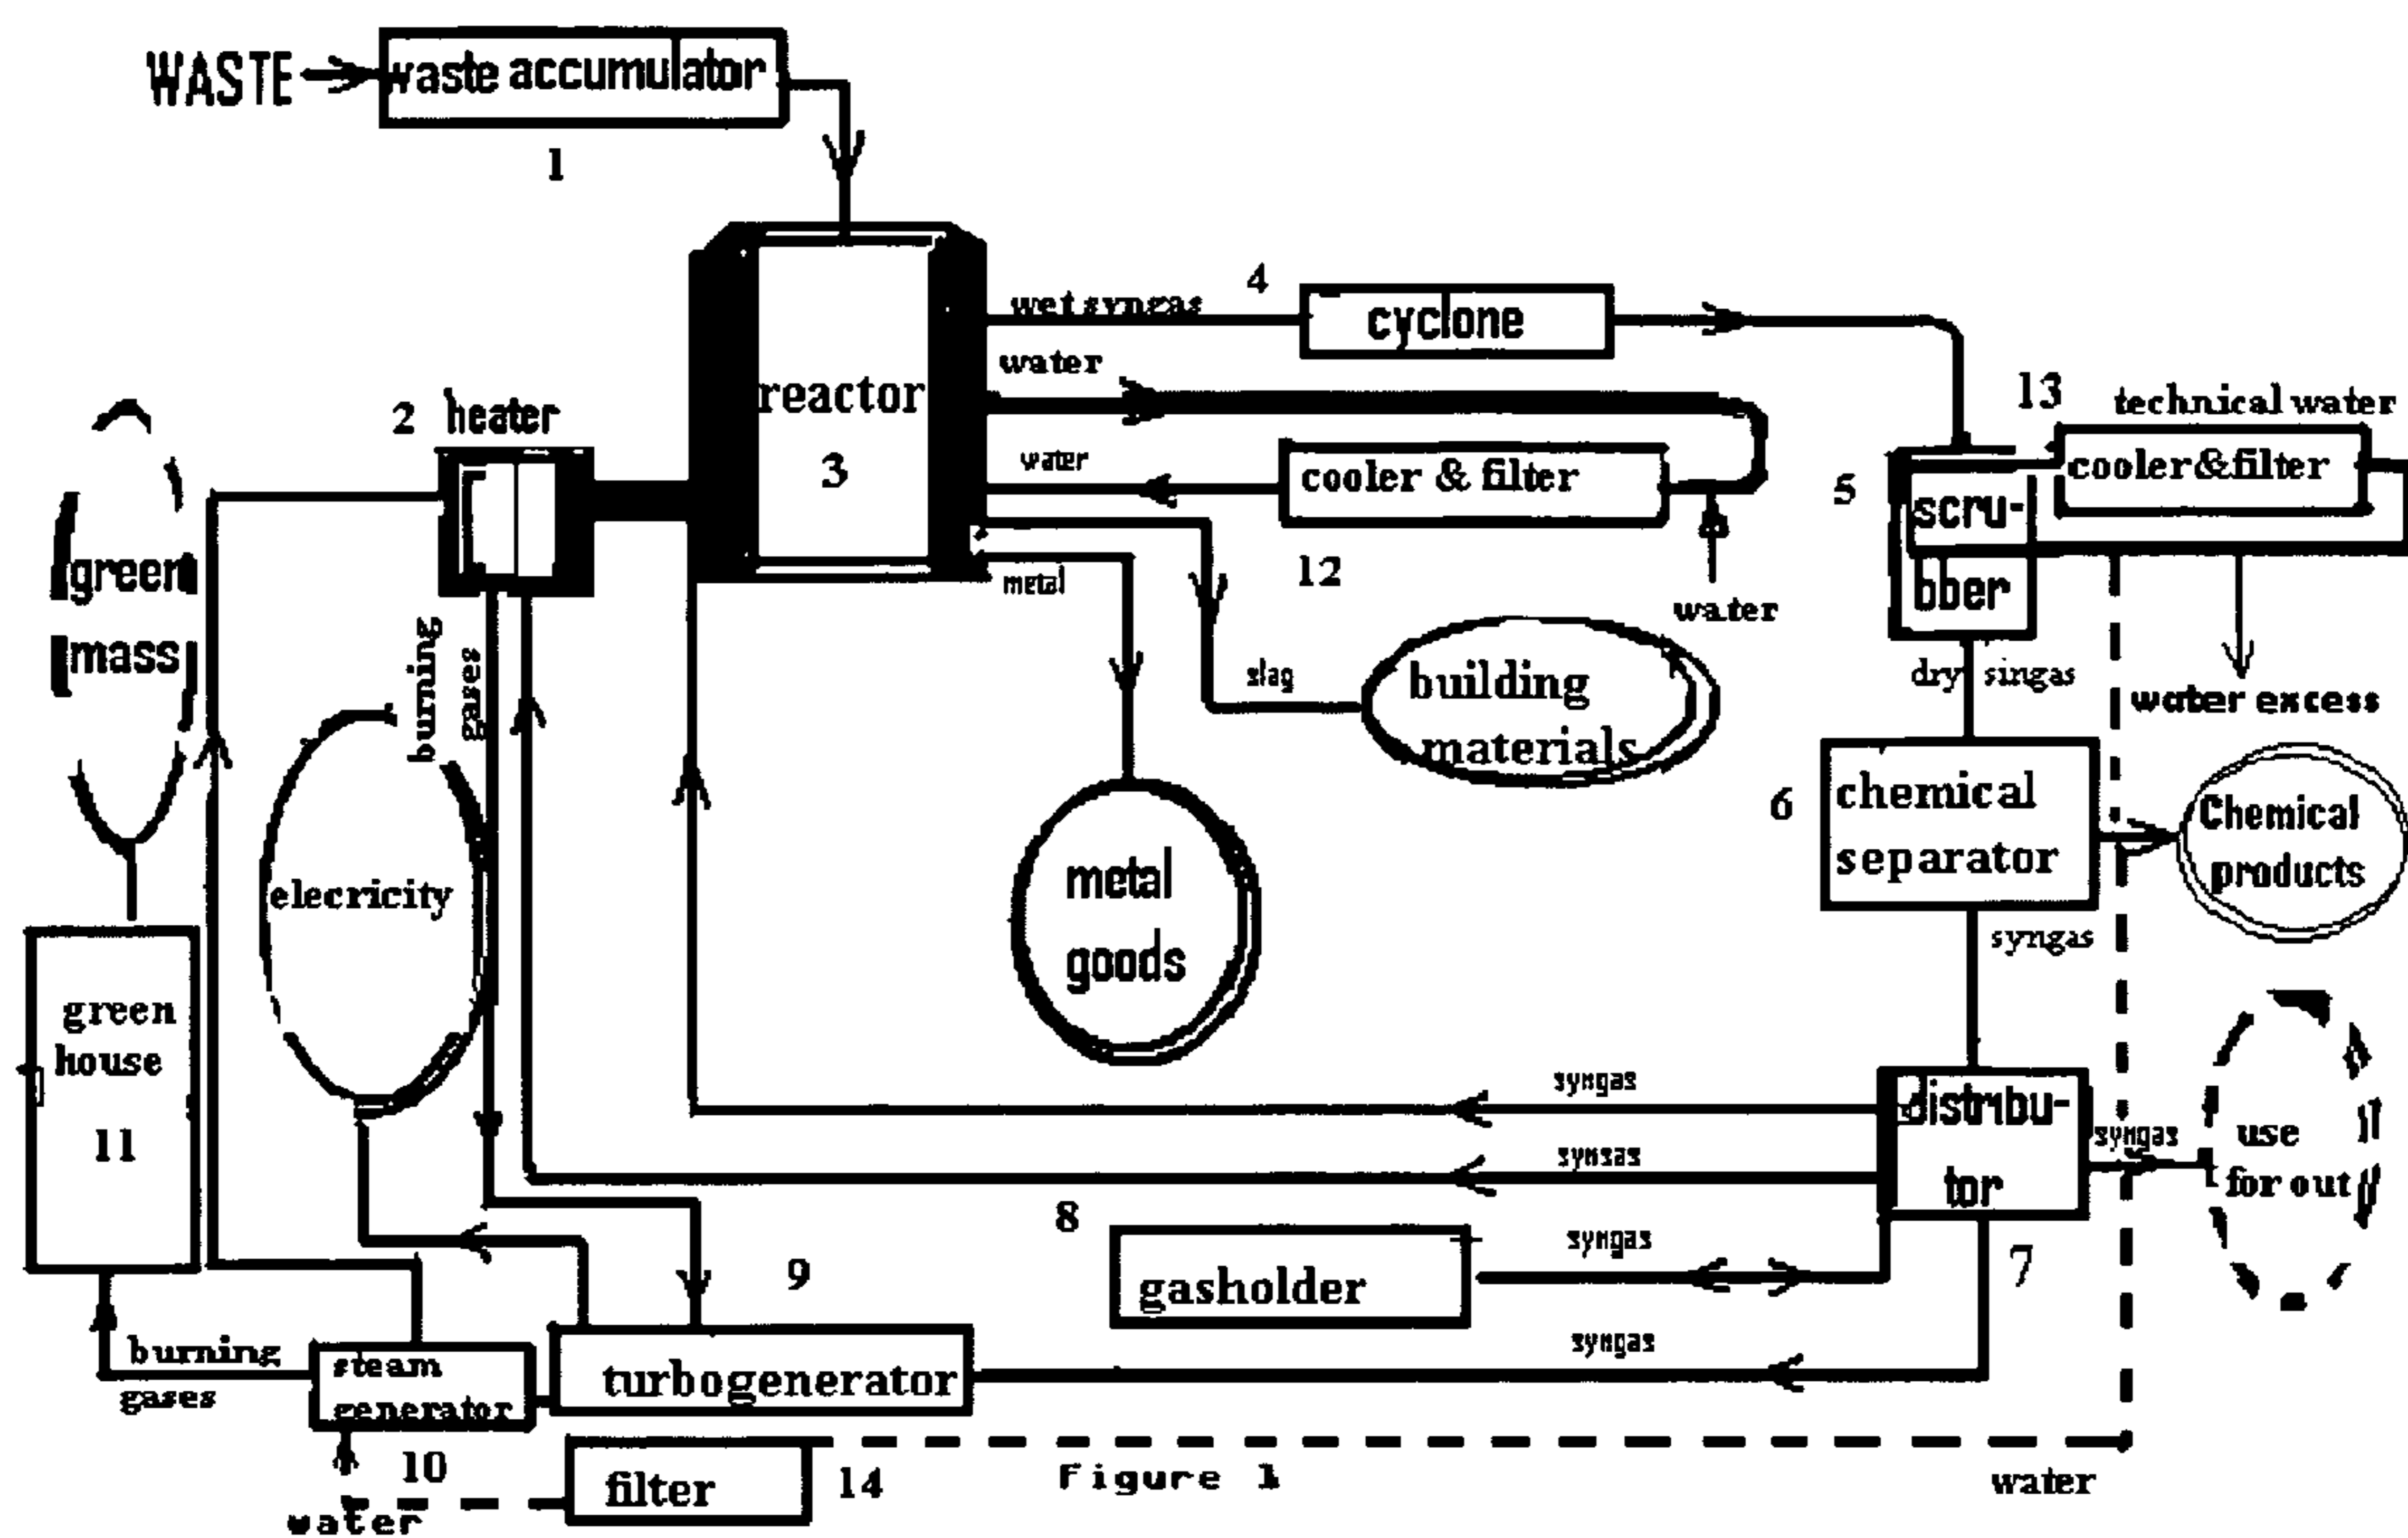 WASTE
waste accumulator
1
4
wet syngas
cyclone
water
reactor
3
2
heater
13
technical water
water
cooler & filter
cooler & filter
5
scru-
bber
12
metal
water
green
mass
burning
gases
slag
building
materials
dry singas
water excess
6
chemical
separator
Chemical
products
elecricity
metal
goods
syngas
green
house
11
syngas
distribu-
tor
syngas
use
for out
synsas
8
syngas
gasholder
7
9
burning
gases
steam
generator
turbogenerator
syngas
10
filter
14
Figure 1
water
water